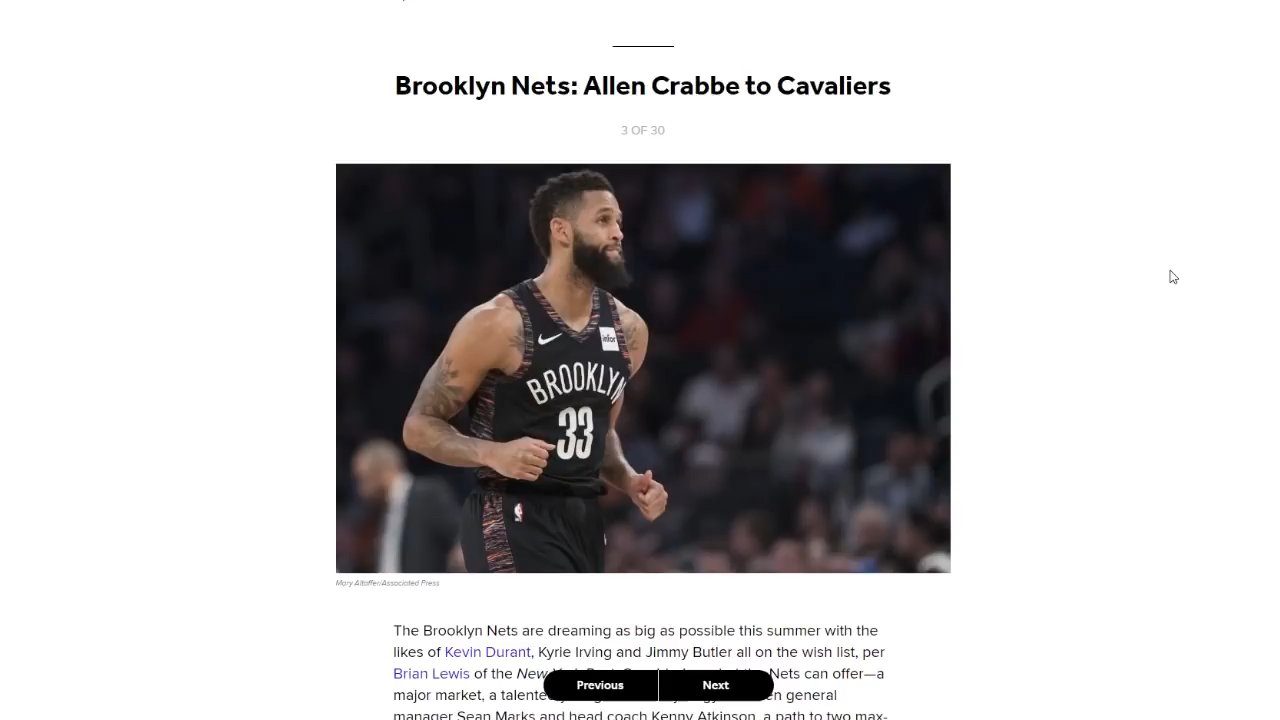 Brooklyn Nets: Allen Crabbe to Cavaliers
3 OF 30
infor
BROOKLYN
33
Mary Altaffer/Associated Press
The Brooklyn Nets are dreaming as big as possible this summer with the
likes of Kevin Durant, Kyrie Irving and Jimmy Butler all on the wish list, per
Brian Lewis of the New Nets can offer—a
major market, a talented general
manager Sean Marks and head coach Kenny Atkinson, a path to two max-
Previous Next